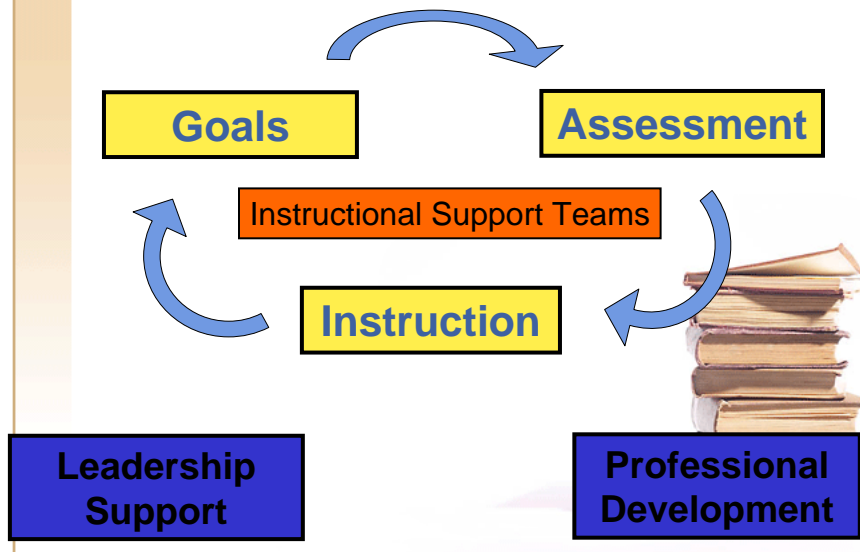 Goals
Assessment
Instructional Support Teams
Instruction
Leadership
Support
Professional
Development